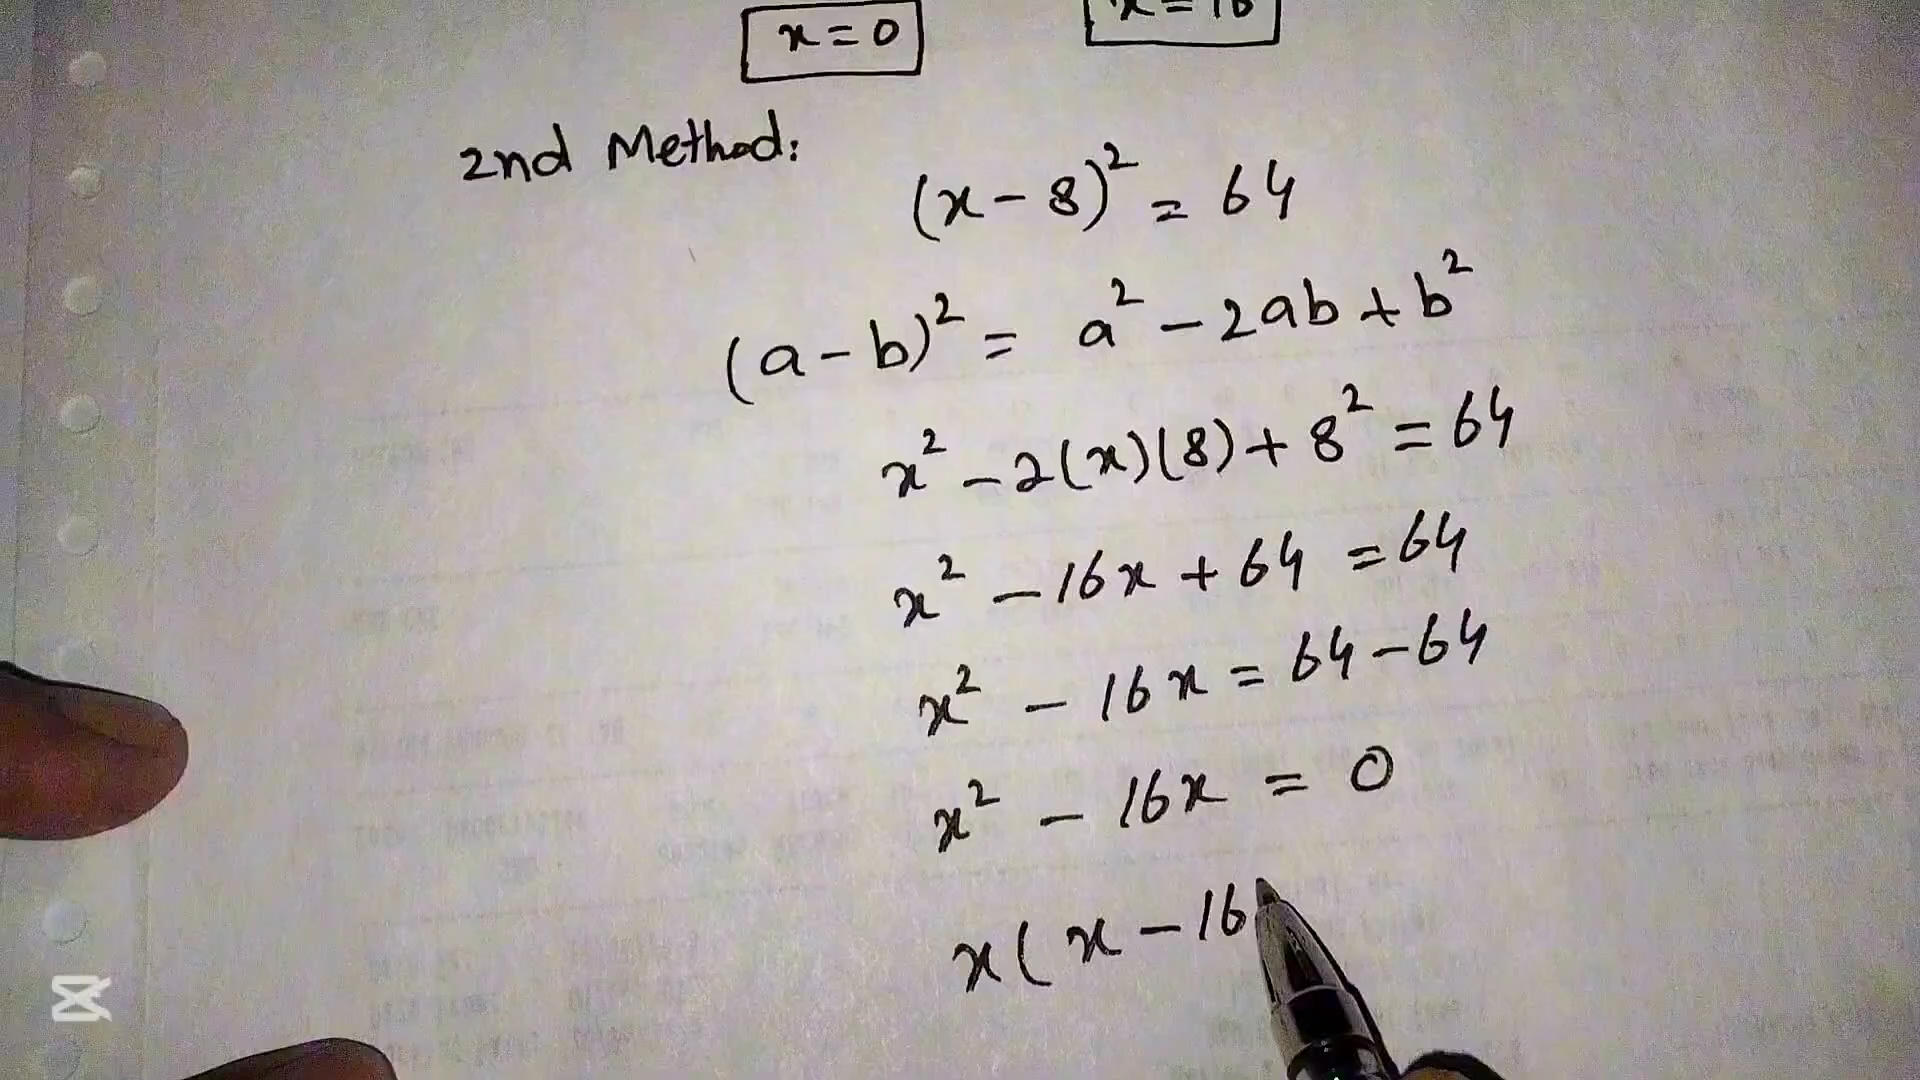 x = 0 x = 16
2nd Method:
(x - 8)² = 64
(a - b)² = a² - 2ab + b²
x² - 2(x)(8) + 8² = 64
x² - 16x + 64 = 64
x² - 16x = 64 - 64
x² - 16x = 0
x(x - 16